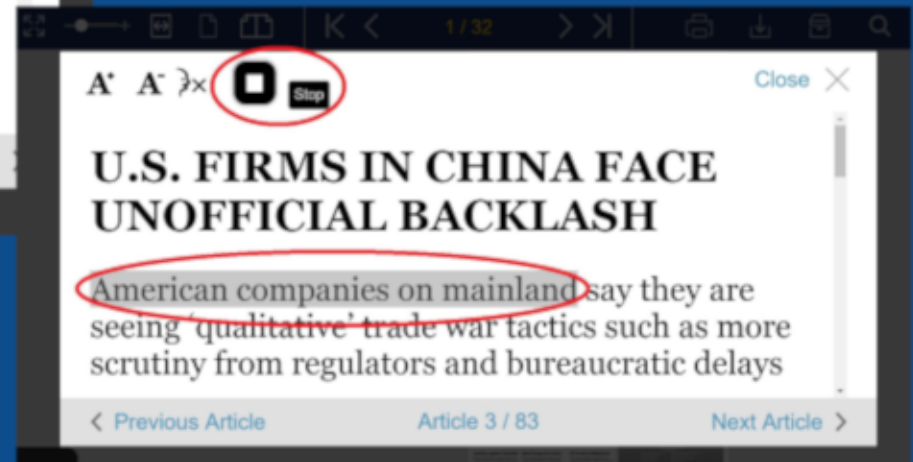 1 / 32
A+ A- Stop Close
U.S. FIRMS IN CHINA FACE
UNOFFICIAL BACKLASH
American companies on mainland say they are
seeing ‘qualitative’ trade war tactics such as more
scrutiny from regulators and bureaucratic delays
Previous Article Article 3 / 83 Next Article